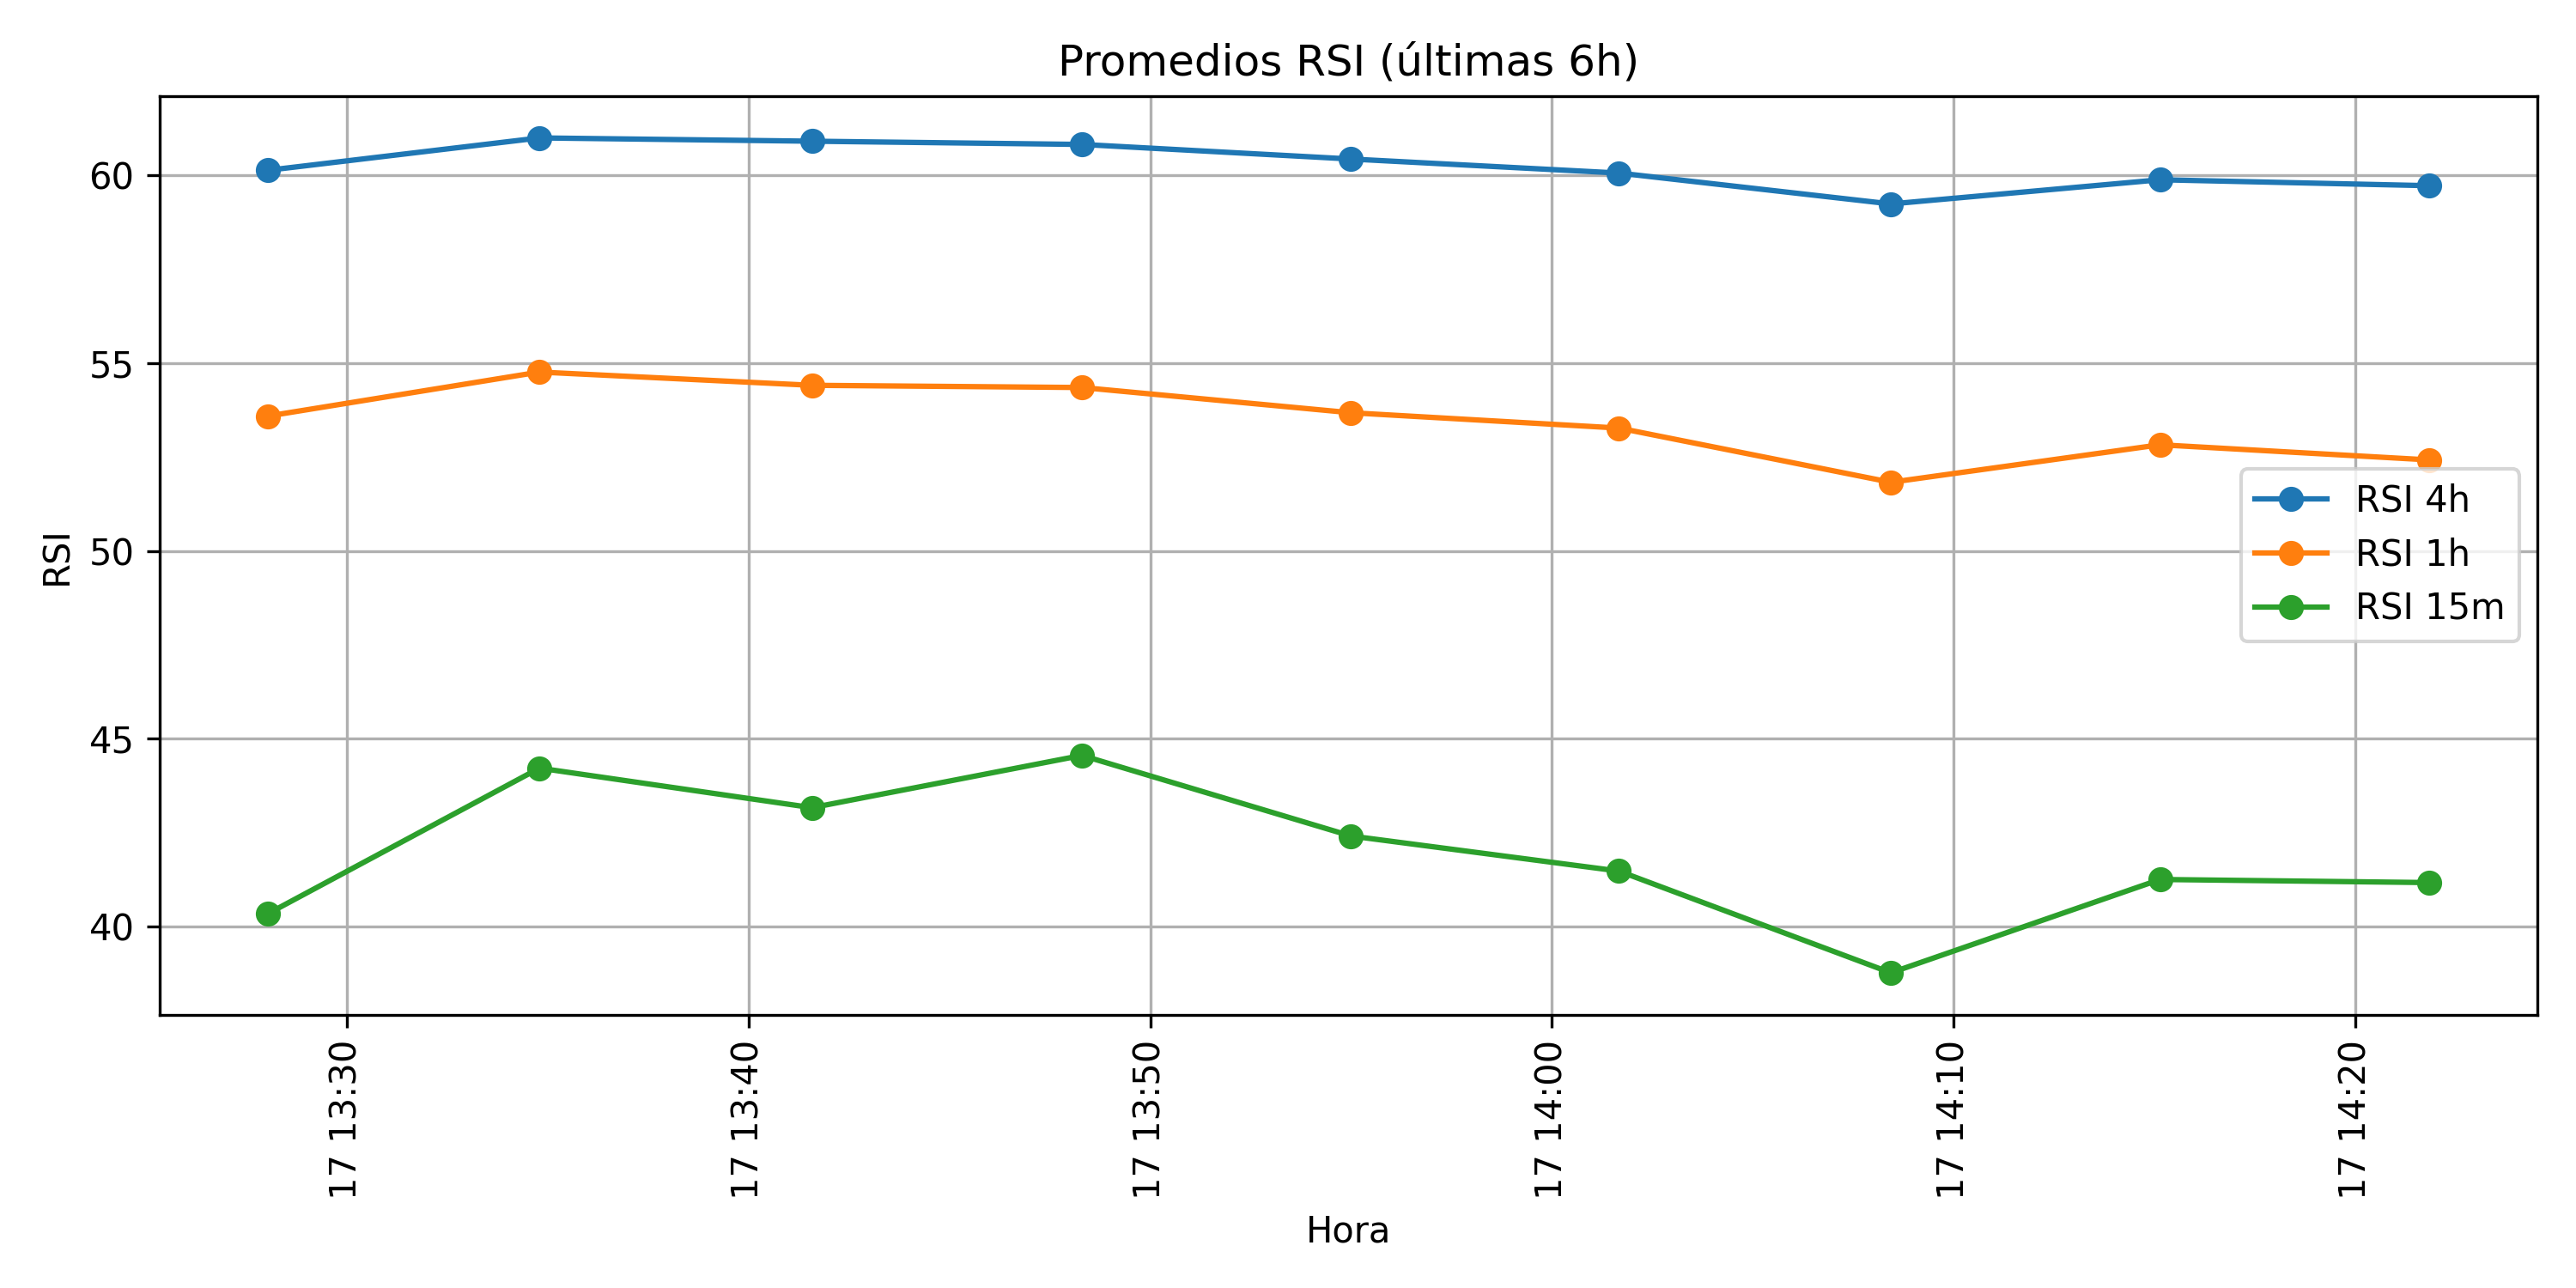 Promedios RSI (últimas 6h)
RSI
60
55
50
45
40
RSI 4h
RSI 1h
RSI 15m
17 13:30
17 13:40
17 13:50
17 14:00
17 14:10
17 14:20
Hora